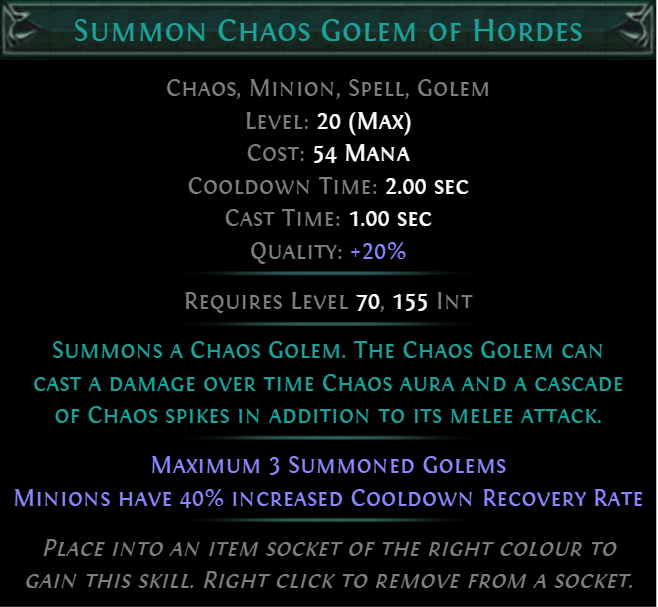 Summon Chaos Golem of Hordes
Chaos, Minion, Spell, Golem
Level: 20 (Max)
Cost: 54 Mana
Cooldown Time: 2.00 sec
Cast Time: 1.00 sec
Quality: +20%
Requires Level 70, 155 Int
Summons a Chaos Golem. The Chaos Golem can
cast a damage over time Chaos aura and a cascade
of Chaos spikes in addition to its melee attack.
Maximum 3 Summoned Golems
Minions have 40% increased Cooldown Recovery Rate
Place into an item socket of the right colour to
gain this skill. Right click to remove from a socket.